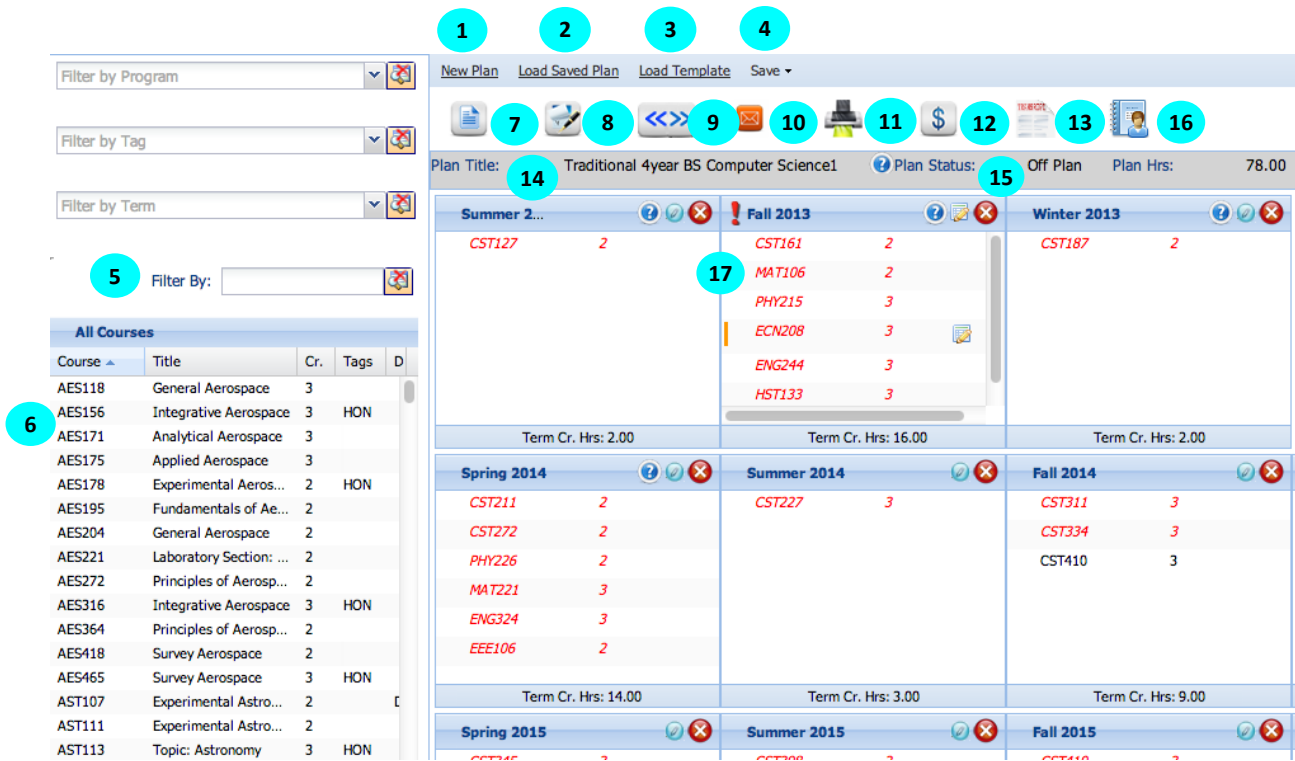 1 2 3 4
New Plan Load Saved Plan Load Template Save
7 8 9 10 11 $ 12 13 16
Plan Title: 14 Traditional 4year BS Computer Science1 ? Plan Status: 15 Off Plan Plan Hrs: 78.00
Filter by Program
Filter by Tag
Filter by Term
5 Filter By:
All Courses
Course Title Cr. Tags D
AES118 General Aerospace 3
6 AES156 Integrative Aerospace 3 HON
AES171 Analytical Aerospace 3
AES175 Applied Aerospace 3
AES178 Experimental Aeros... 2 HON
AES195 Fundamentals of Ae... 2
AES204 General Aerospace 2
AES221 Laboratory Section: ... 2
AES272 Principles of Aerosp... 2
AES316 Integrative Aerospace 3 HON
AES364 Principles of Aerosp... 2
AES418 Survey Aerospace 2
AES465 Survey Aerospace 3 HON
AST107 Experimental Astro... 2
AST111 Experimental Astro... 2
AST113 Topic: Astronomy 3 HON
Summer 2... ?
CST127 2
Term Cr. Hrs: 2.00
! Fall 2013 ?
CST161 2
17 MAT106 2
PHY215 3
ECN208 3
ENG244 3
HST133 3
Term Cr. Hrs: 16.00
Winter 2013 ?
CST187 2
Term Cr. Hrs: 2.00
Spring 2014 ?
CST211 2
CST272 2
PHY226 2
MAT221 3
ENG324 3
EEE106 2
Term Cr. Hrs: 14.00
Summer 2014
CST227 3
Term Cr. Hrs: 3.00
Fall 2014
CST311 3
CST334 3
CST410 3
Term Cr. Hrs: 9.00
Spring 2015
Summer 2015
Fall 2015